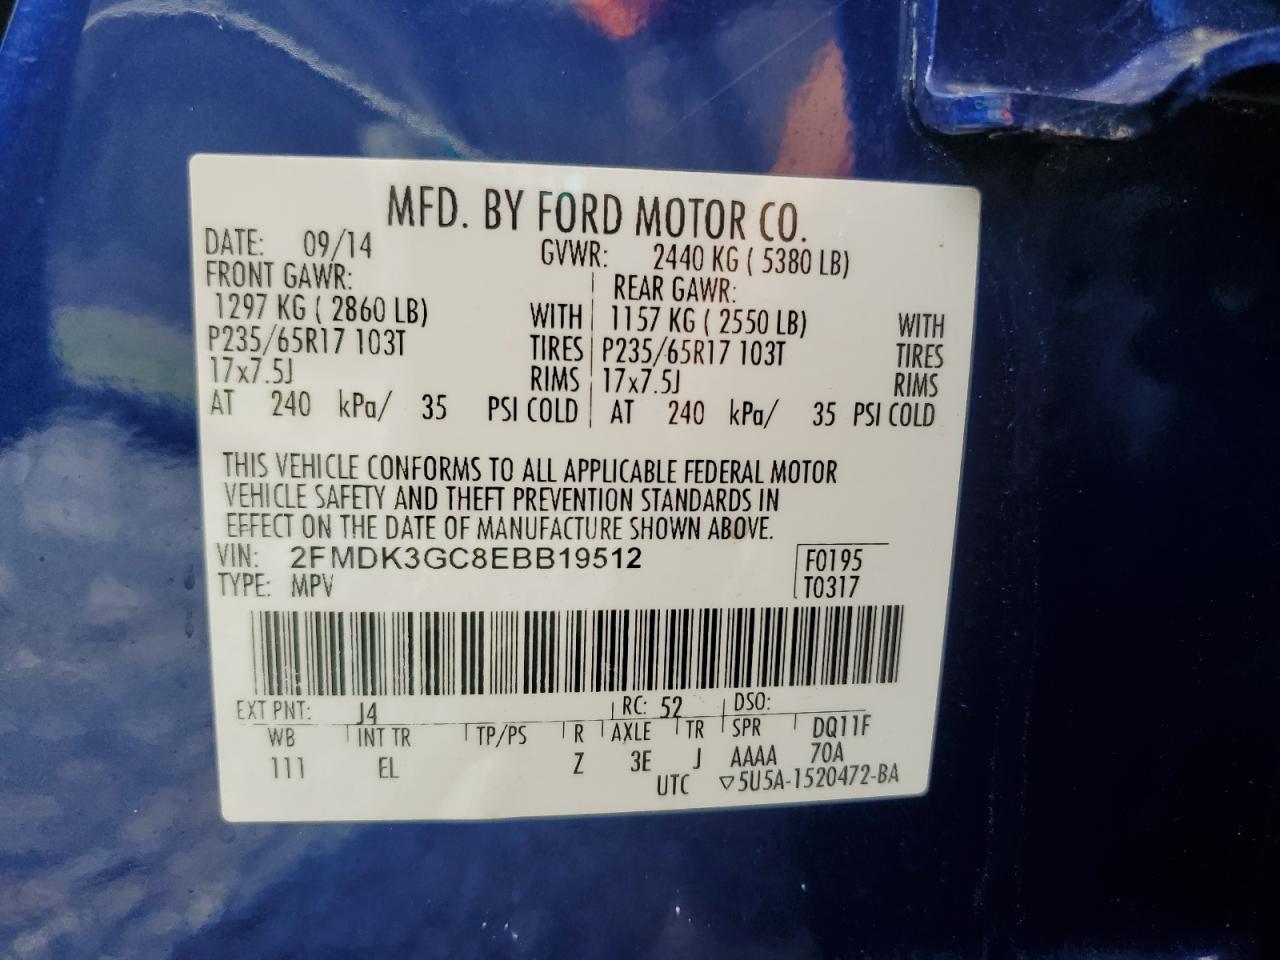 MFD. BY FORD MOTOR CO.
DATE: 09/14 GVWR: 2440 KG ( 5380 LB)
FRONT GAWR: REAR GAWR:
1297 KG ( 2860 LB) WITH 1157 KG ( 2550 LB) WITH
P235/65R17 103T TIRES P235/65R17 103T TIRES
17x7.5J RIMS 17x7.5J RIMS
AT 240 kPa/ 35 PSI COLD AT 240 kPa/ 35 PSI COLD
THIS VEHICLE CONFORMS TO ALL APPLICABLE FEDERAL MOTOR
VEHICLE SAFETY AND THEFT PREVENTION STANDARDS IN
EFFECT ON THE DATE OF MANUFACTURE SHOWN ABOVE.
VIN: 2FMDK3GC8EBB19512 F0195
TYPE: MPV T0317
EXT PNT: J4 RC: 52 DSO:
WB INT TR TP/PS R AXLE TR SPR DQ11F
111 EL Z 3E J AAAA 70A
UTC ▽5U5A-1520472-BA